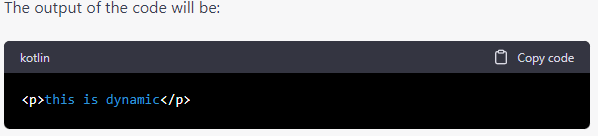 The output of the code will be:
kotlin Copy code
<p>this is dynamic</p>